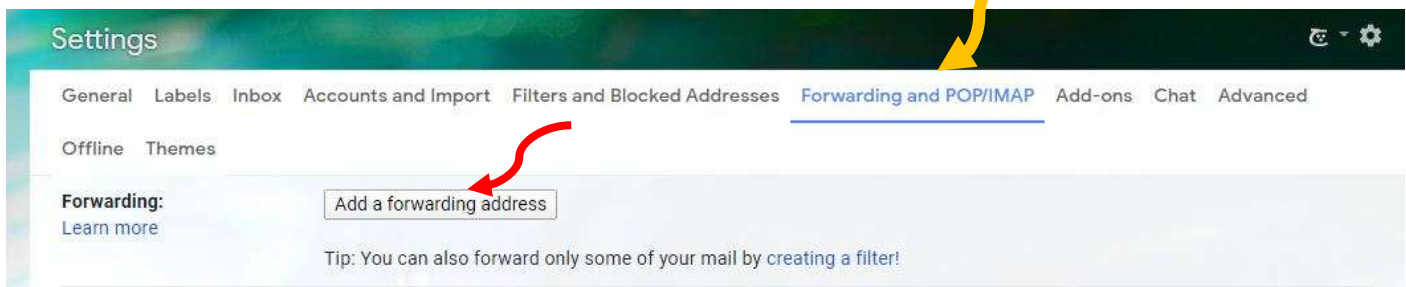 Settings
General Labels Inbox Accounts and Import Filters and Blocked Addresses Forwarding and POP/IMAP Add-ons Chat Advanced
Offline Themes
Forwarding:
Add a forwarding address
Learn more
Tip: You can also forward only some of your mail by creating a filter!